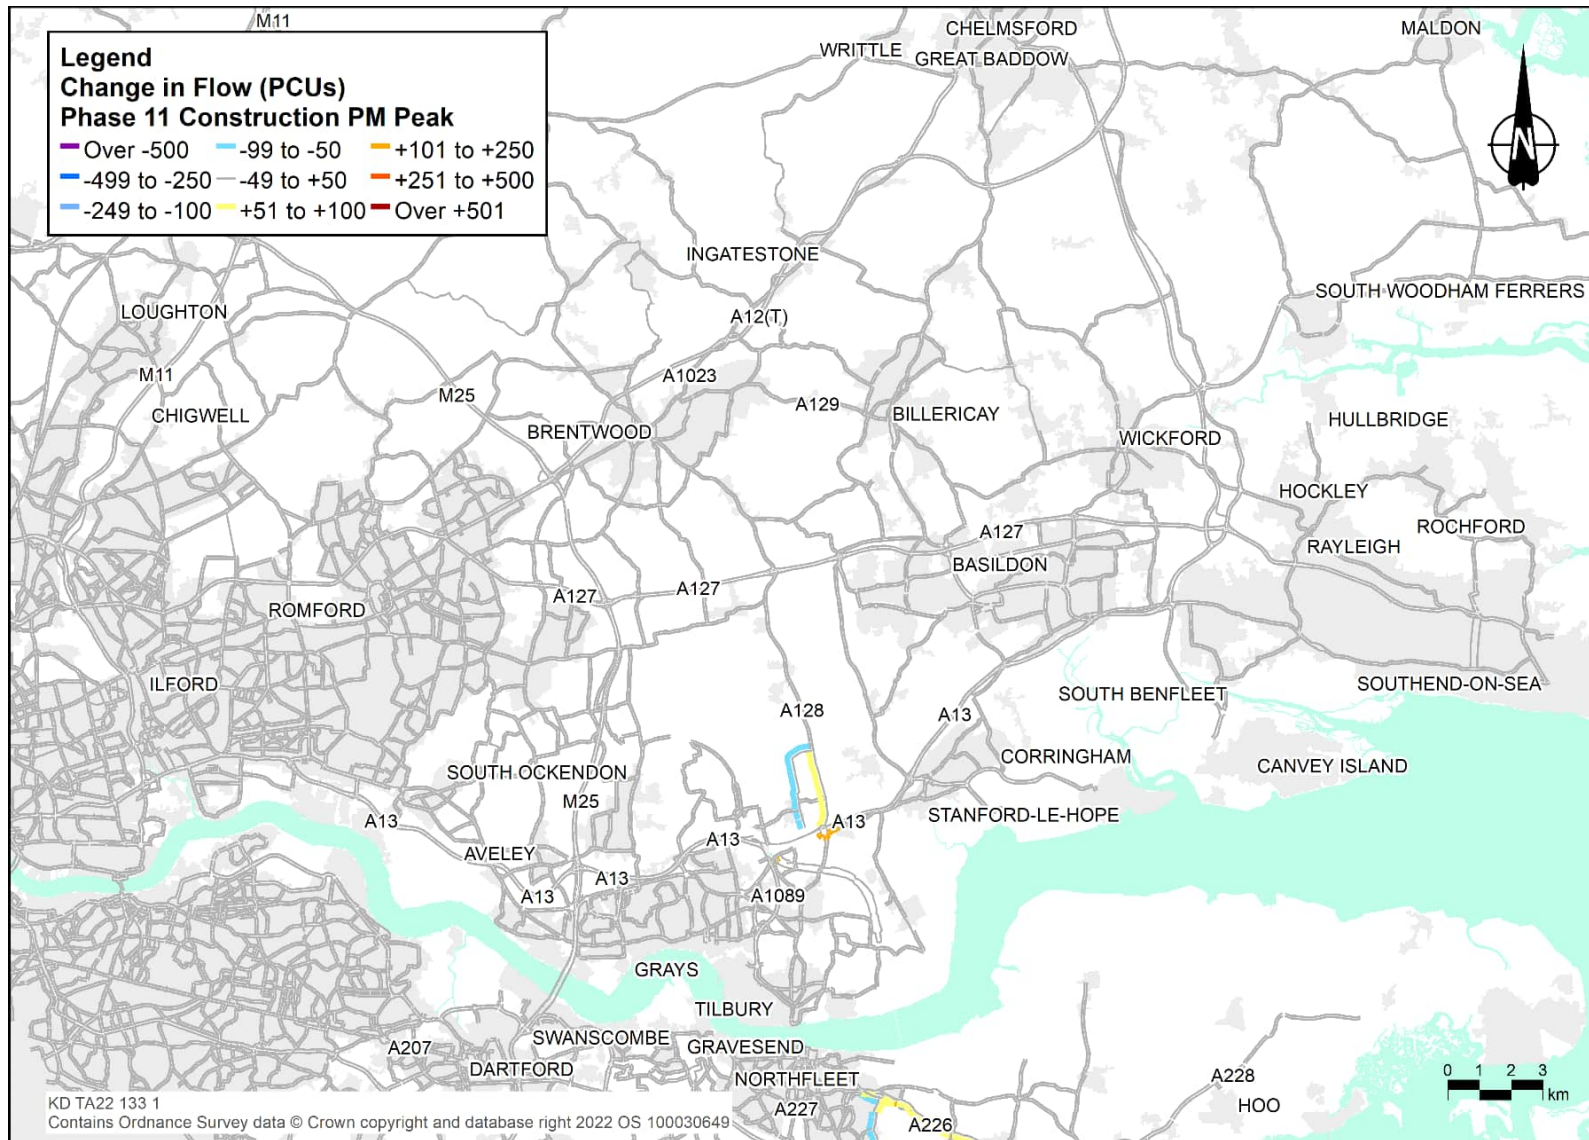 M11
Legend
Change in Flow (PCUs)
Phase 11 Construction PM Peak
Over -500 -99 to -50 +101 to +250
-499 to -250 -49 to +50 +251 to +500
-249 to -100 +51 to +100 Over +501
CHELMSFORD
MALDON
WRITTLE
GREAT BADDOW
N
INGATESTONE
SOUTH WOODHAM FERRERS
LOUGHTON
A12(T)
M11
A1023
M25
CHIGWELL
A129
BILLERICAY
HULLBRIDGE
BRENTWOOD
WICKFORD
HOCKLEY
A127
ROCHFORD
RAYLEIGH
BASILDON
A127
A127
ROMFORD
ILFORD
SOUTH BENFLEET
SOUTHEND-ON-SEA
A128
A13
CORRINGHAM
CANVEY ISLAND
SOUTH OCKENDON
M25
STANFORD-LE-HOPE
A13
A13
A13
AVELEY
A13
A13
A1089
GRAYS
TILBURY
SWANSCOMBE
GRAVESEND
A207
DARTFORD
NORTHFLEET
A228
HOO
A227
A226
0 1 2 3
km
KD TA22 133 1
Contains Ordnance Survey data © Crown copyright and database right 2022 OS 100030649